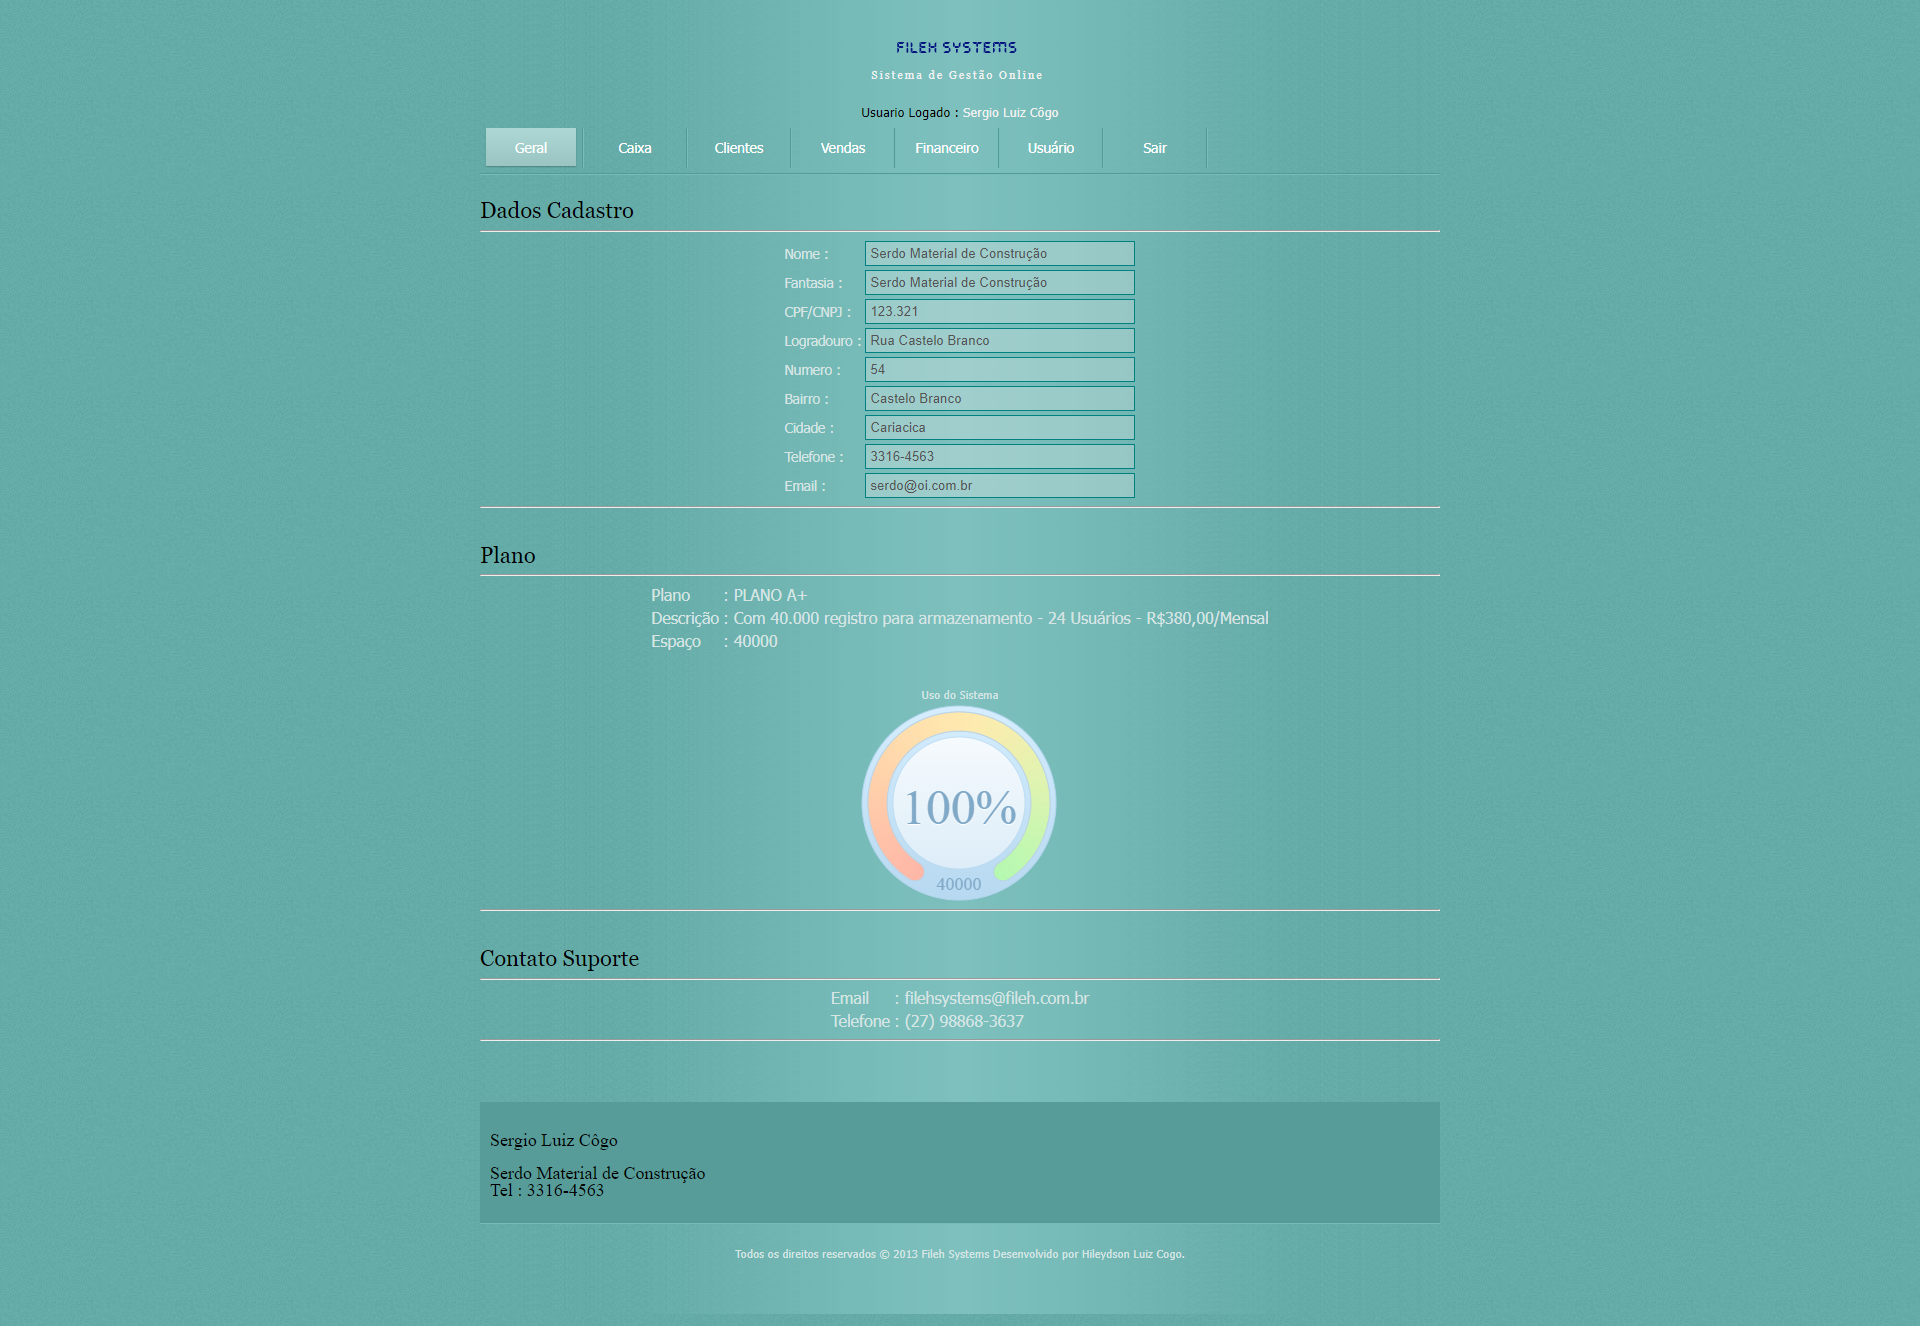 FILEH SYSTEMS
Sistema de Gestão Online
Usuario Logado : Sergio Luiz Côgo
Geral Caixa Clientes Vendas Financeiro Usuário Sair
Dados Cadastro
Nome : Serdo Material de Construção
Fantasia : Serdo Material de Construção
CPF/CNPJ : 123.321
Logradouro : Rua Castelo Branco
Numero : 54
Bairro : Castelo Branco
Cidade : Cariacica
Telefone : 3316-4563
Email : serdo@oi.com.br
Plano
Plano : PLANO A+
Descrição : Com 40.000 registro para armazenamento - 24 Usuários - R$380,00/Mensal
Espaço : 40000
Uso do Sistema
100%
40000
Contato Suporte
Email : filehsystems@fileh.com.br
Telefone : (27) 98868-3637
Sergio Luiz Côgo
Serdo Material de Construção
Tel : 3316-4563
Todos os direitos reservados © 2013 Fileh Systems Desenvolvido por Hileydson Luiz Cogo.